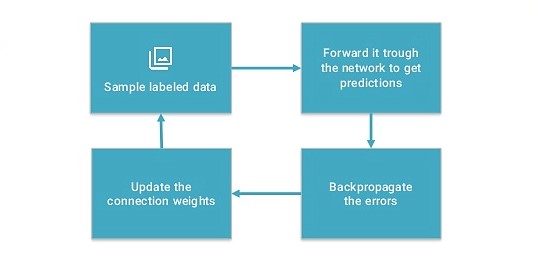 Sample labeled data
Forward it trough
the network to get
predictions
Backpropagate
the errors
Update the
connection weights